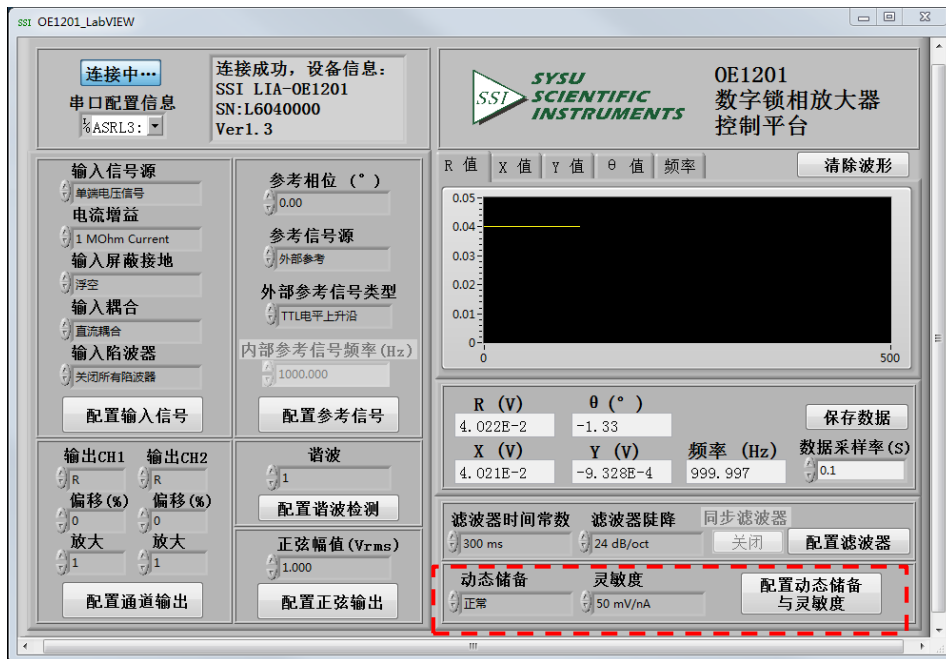 SSI OE1201_LabVIEW
连接中…
串口配置信息
ASRL3:
连接成功，设备信息：
SSI LIA-OE1201
SN:L6040000
Ver1.3
SSI
SYSU
SCIENTIFIC
INSTRUMENTS
OE1201
数字锁相放大器
控制平台
输入信号源
单端电压信号
电流增益
1 MOhm Current
输入屏蔽接地
浮空
输入耦合
直流耦合
输入陷波器
关闭所有陷波器
配置输入信号
参考相位 (°)
0.00
参考信号源
外部参考
外部参考信号类型
TTL电平上升沿
内部参考信号频率(Hz)
1000.000
配置参考信号
R 值 X 值 Y 值 θ 值 频率
清除波形
0.05
0.04
0.03
0.02
0.01
0
0 500
R (V) θ (°)
4.022E-2 -1.33
保存数据
X (V) Y (V) 频率 (Hz) 数据采样率(S)
4.021E-2 -9.328E-4 999.997 0.1
输出CH1 输出CH2
R R
偏移(%) 偏移(%)
0 0
放大 放大
1 1
配置通道输出
谐波
1
配置谐波检测
正弦幅值(Vrms)
1.000
配置正弦输出
滤波器时间常数 滤波器陡降 同步滤波器
300 ms 24 dB/oct 关闭 配置滤波器
动态储备 灵敏度
正常 50 mV/nA
配置动态储备
与灵敏度